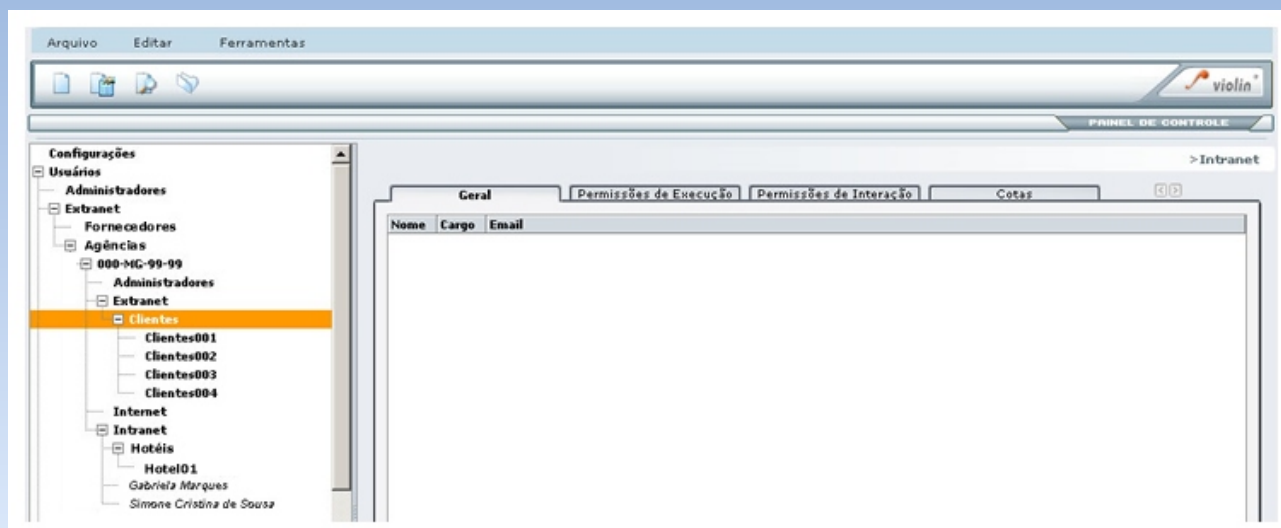 Arquivo Editar Ferramentas
violin
PAINEL DE CONTROLE
>Intranet
Configurações
Usuários
Administradores
Extranet
Fornecedores
Agências
000-MG-99-99
Administradores
Extranet
Clientes
Clientes001
Clientes002
Clientes003
Clientes004
Internet
Intranet
Hotéis
Hotel01
Gabriela Marques
Simone Cristina de Sousa
Geral Permissões de Execução Permissões de Interação Cotas
Nome Cargo Email